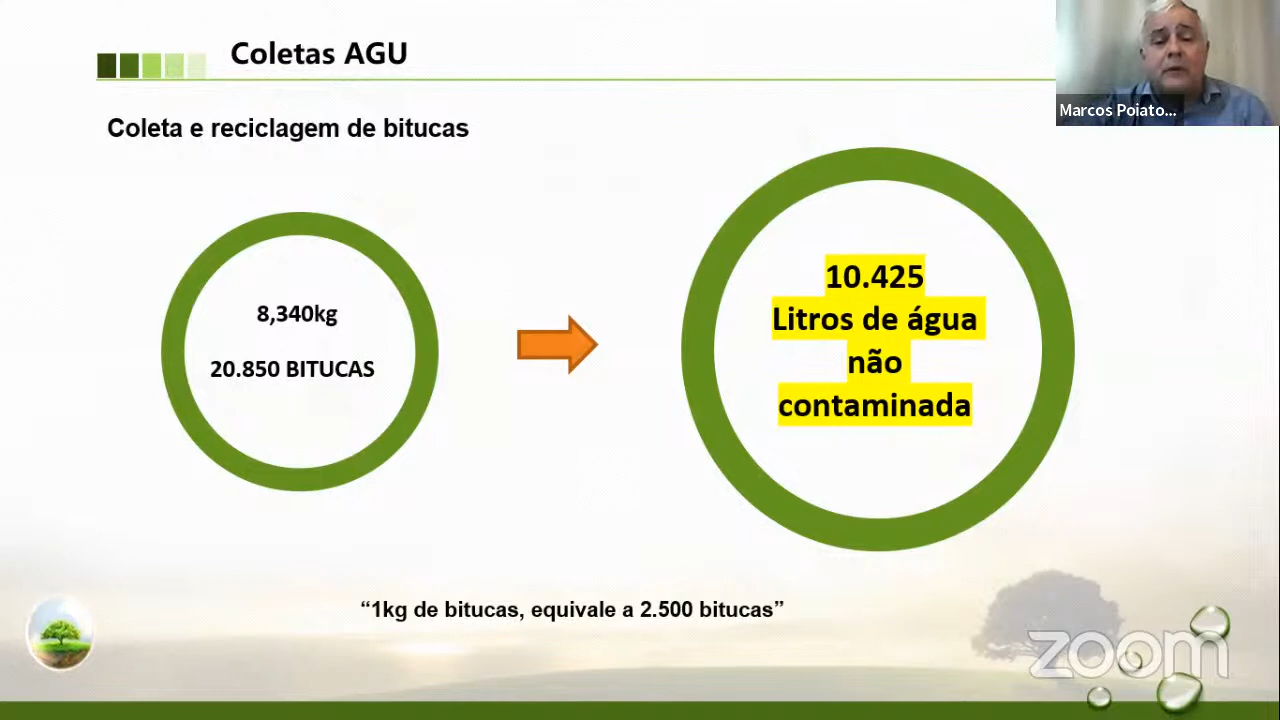 Coletas AGU
Marcos Poiato...
Coleta e reciclagem de bitucas
8,340kg
20.850 BITUCAS
10.425
Litros de água
não
contaminada
“1kg de bitucas, equivale a 2.500 bitucas”
zoom